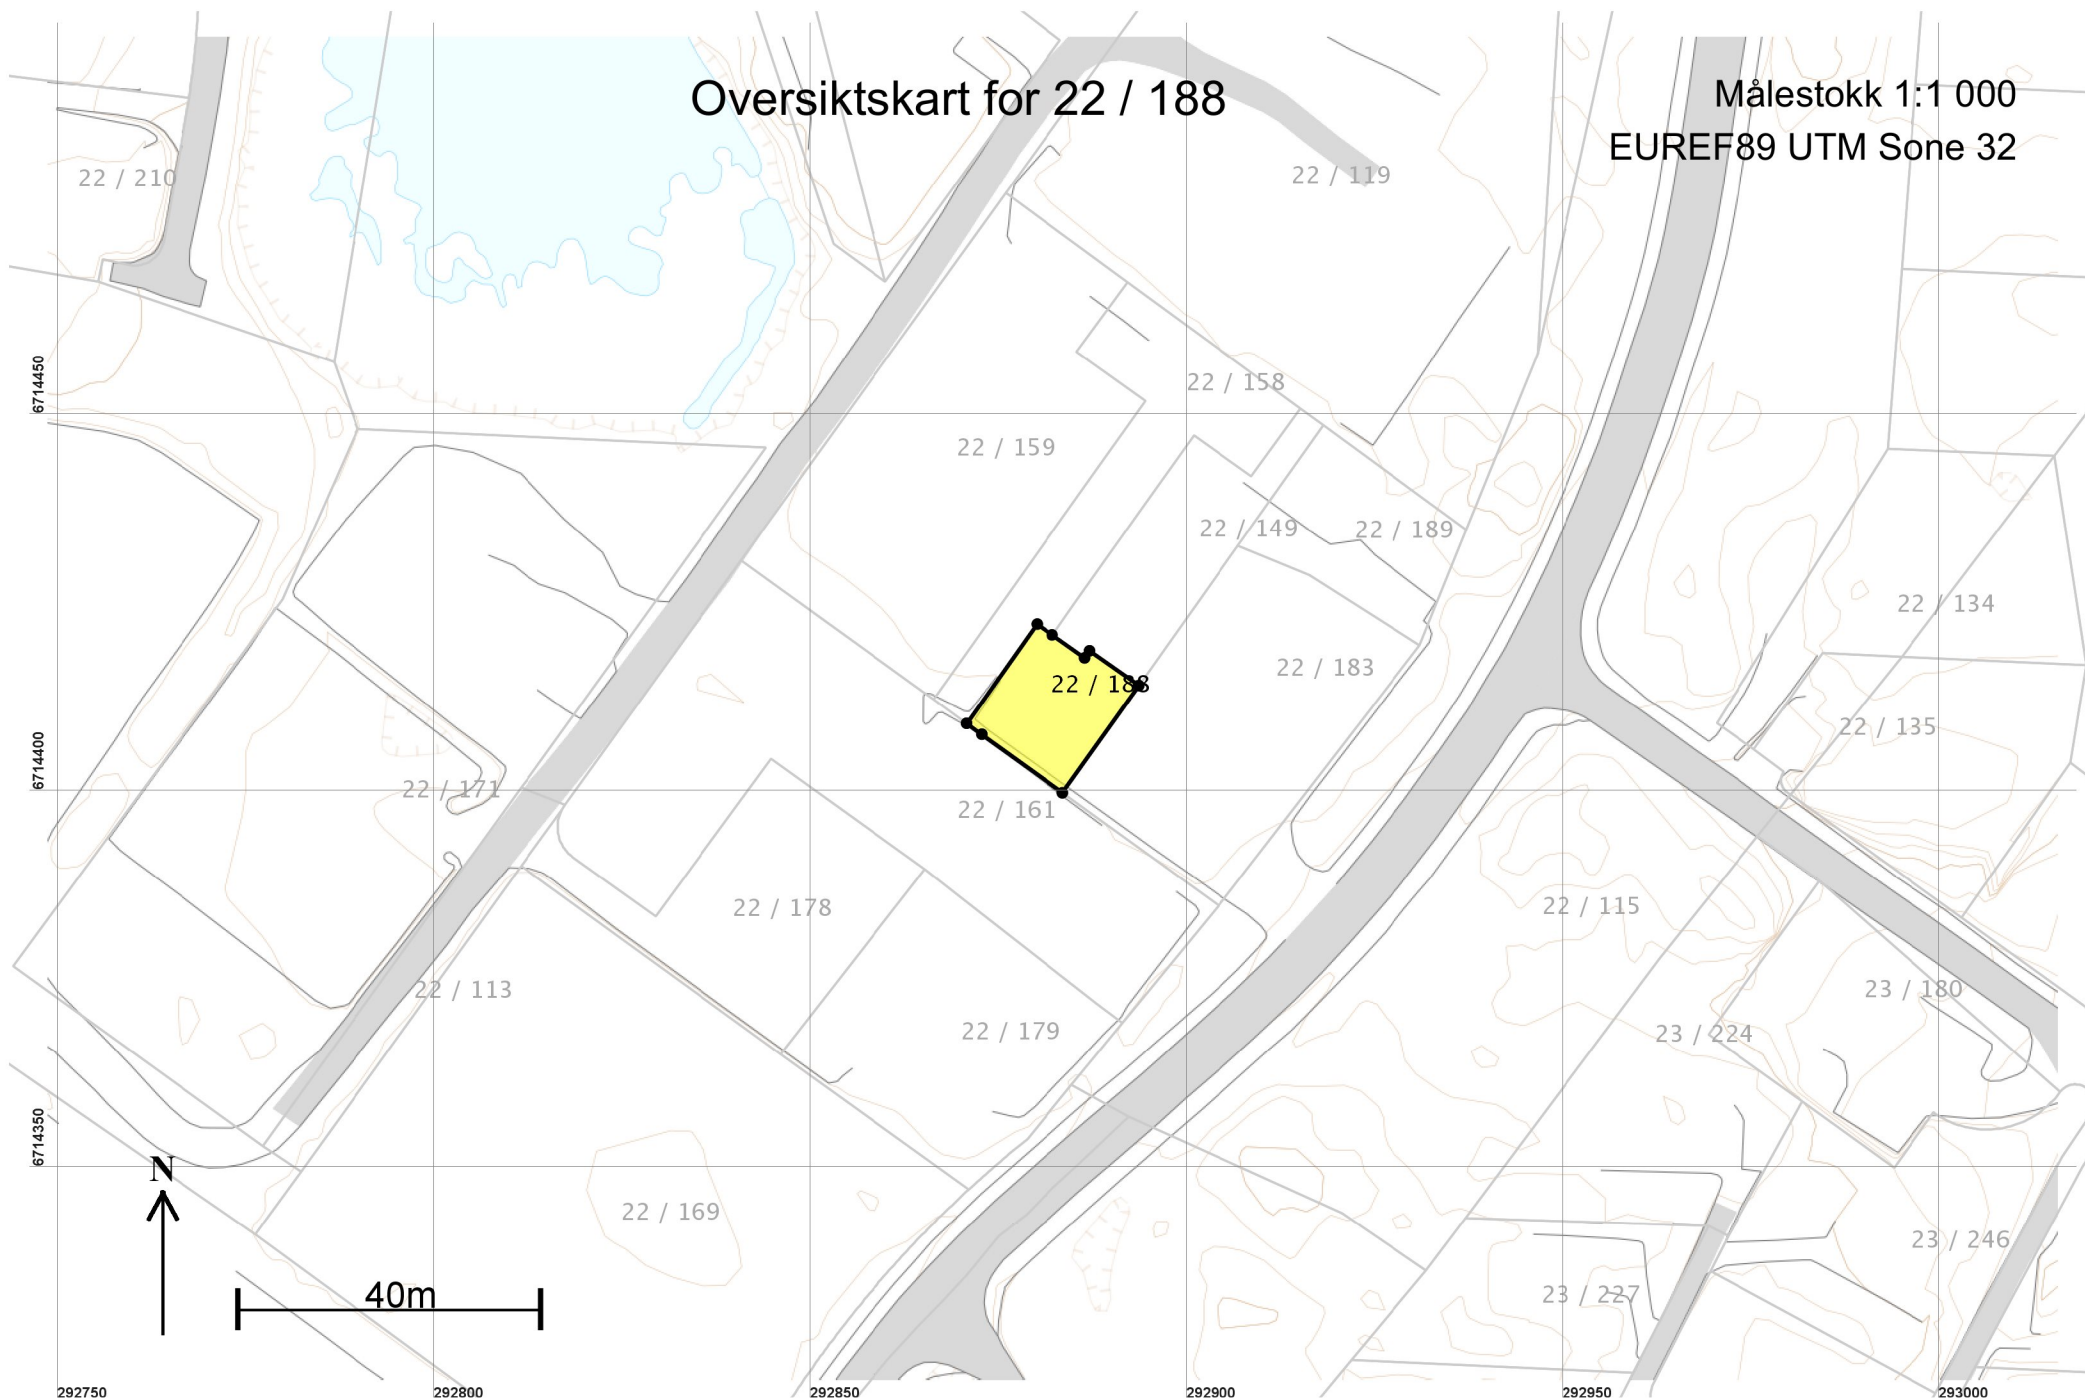 Oversiktskart for 22 / 188
Målestokk 1:1 000
EUREF89 UTM Sone 32
22 / 210
22 / 119
22 / 158
6714450
22 / 159
22 / 149
22 / 189
22 / 134
22 / 183
22 / 188
22 / 135
6714400
22 / 171
22 / 161
22 / 178
22 / 115
22 / 113
23 / 180
22 / 179
23 / 224
6714350
N
22 / 169
23 / 246
40m
23 / 227
292750
292800
292850
292900
292950
293000